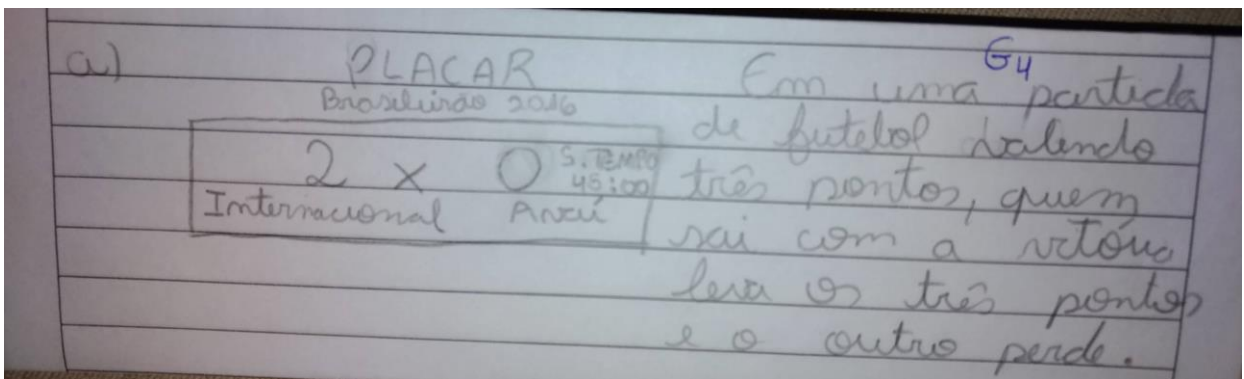 a) PLACAR
Brasileirão 2016
2 x 0 S. TEMPO
45:00
Internacional Avaí
G4
Em uma partida
de futebol valendo
três pontos, quem
sai com a vitória
leva os três pontos
e o outro perde.